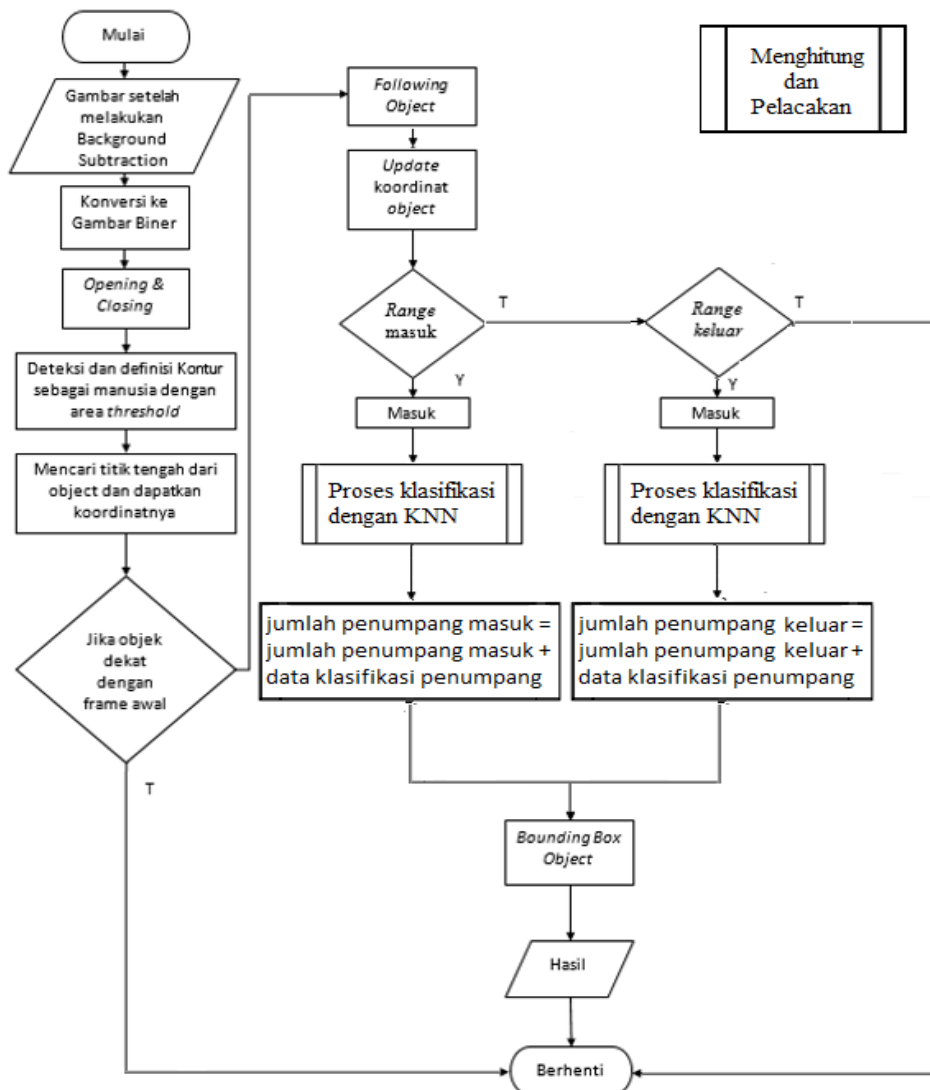 Mulai
Gambar setelah
melakukan
Background
Subtraction
Konversi ke
Gambar Biner
Opening &
Closing
Deteksi dan definisi Kontur
sebagai manusia dengan
area threshold
Mencari titik tengah dari
object dan dapatkan
koordinatnya
Jika objek
dekat
dengan
frame awal
T
Following
Object
Update
koordinat
object
Range
masuk
T
Y
Masuk
Proses klasifikasi
dengan KNN
jumlah penumpang masuk =
jumlah penumpang masuk +
data klasifikasi penumpang
Range
keluar
T
Y
Masuk
Proses klasifikasi
dengan KNN
jumlah penumpang keluar =
jumlah penumpang keluar +
data klasifikasi penumpang
Bounding Box
Object
Hasil
Berhenti
Menghitung
dan
Pelacakan